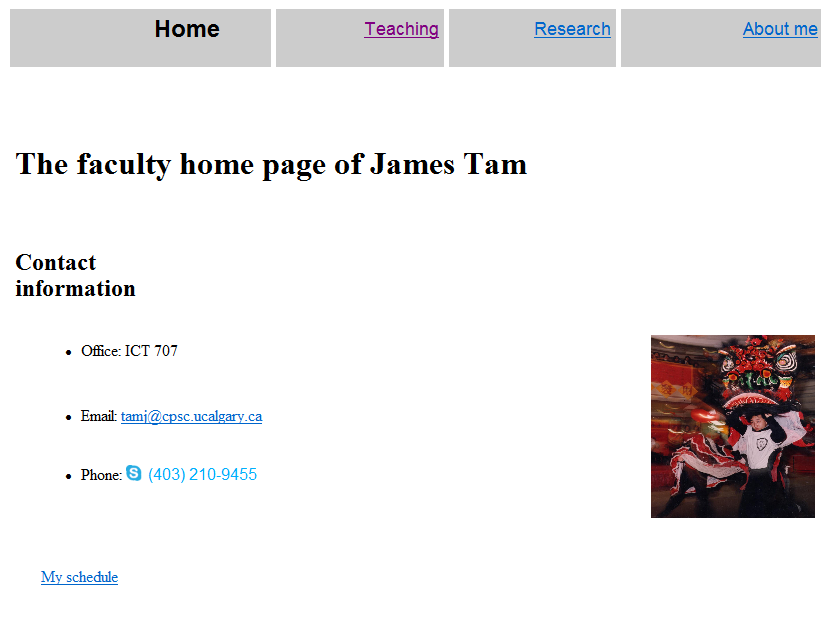 Home Teaching Research About me
The faculty home page of James Tam
Contact
information
• Office: ICT 707
• Email: tamj@cpsc.ucalgary.ca
• Phone: (403) 210-9455
My schedule